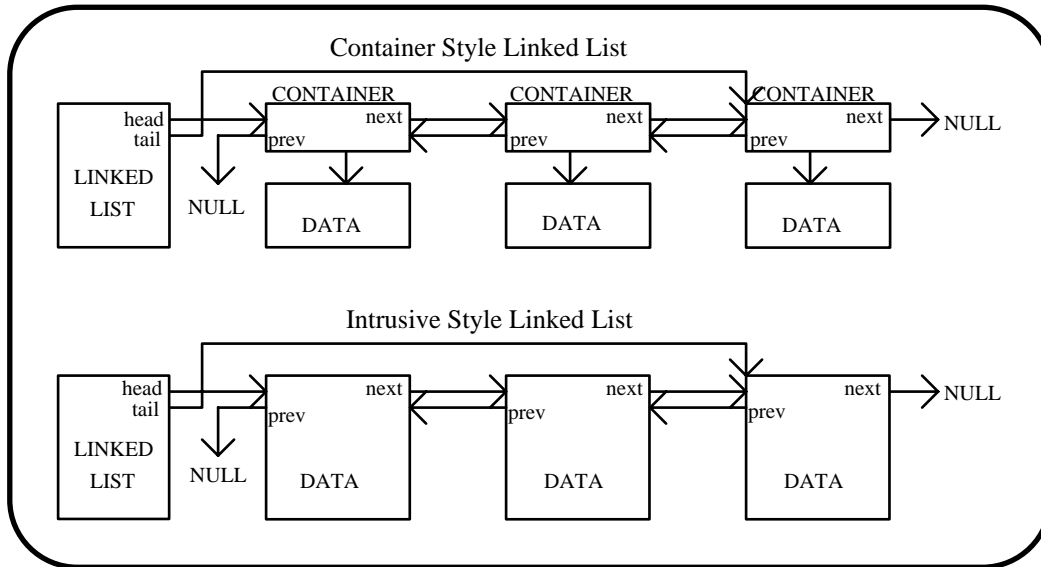 Container Style Linked List
CONTAINER CONTAINER CONTAINER
head next next next NULL
tail prev prev prev
LINKED
LIST
NULL
DATA DATA DATA
Intrusive Style Linked List
head next next next NULL
tail prev prev prev
LINKED
LIST
NULL DATA DATA DATA